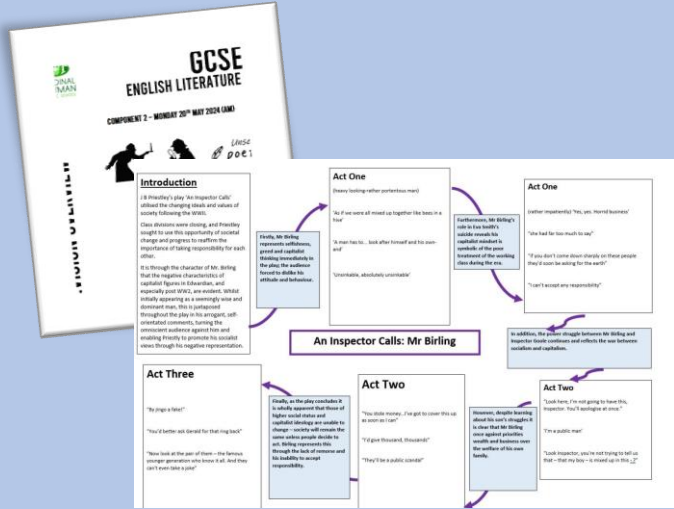 GCSE
ENGLISH LITERATURE
COMPONENT 2 – MONDAY 20TH MAY 2024 (AM)
Introduction
J B Priestley's play 'An Inspector Calls'
utilised the changing ideals and values of
society following the WWII.
Class divisions were closing, and Priestley
sought to use this opportunity of societal
change and progress to reaffirm the
importance of taking responsibility for each
other.
It is through the character of Mr. Birling
that the negative characteristics of
capitalist figures in Edwardian, and
especially post WW2, are evident. Whilst
initially appearing as a seemingly wise and
dominant man, this is juxtaposed
throughout the play in his arrogant, self-
orientated comments, turning the
omniscient audience against him and
enabling Priestly to promote his socialist
views through his negative representation.
Firstly, Mr Birling
represents selfishness,
greed and capitalist
thinking immediately in
the play; the audience
forced to dislike his
attitude and behaviour.
Act One
(heavy looking-rather portentous man)
'As if we were all mixed up together like bees in a
hive'
'A man has to... look after himself and his own-
and'
'Unsinkable, absolutely unsinkable'
Furthermore, Mr Birling's
role in Eva Smith's
suicide reveals his
capitalist mindset is
symbolic of the poor
treatment of the working
class during the era.
Act One
(rather impatiently) 'Yes, yes. Horrid business'
"she had far too much to say"
"If you don't come down sharply on these people
they'd soon be asking for the earth"
"I can't accept any responsibility"
An Inspector Calls: Mr Birling
In addition, the power struggle between Mr Birling and
Inspector Goole continues and reflects the war between
socialism and capitalism.
Act Two
"Look here, I'm not going to have this,
Inspector. You'll apologise at once."
'I'm a public man'
"Look Inspector, you're not trying to tell us
that – that my boy – is mixed up in this -?"
However, despite learning
about his son's struggles it
is clear that Mr Birling
once against priorities
wealth and business over
the welfare of his own
family.
Act Two
"You stole money...I've got to cover this up
as soon as I can"
"I'd give thousand, thousands"
"They'll be a public scandal"
Finally, as the play concludes it
is wholly apparent that those of
higher social status and
capitalist ideology are unable to
change – society will remain the
same unless people decide to
act. Birling represents this
through the lack of remorse and
his inability to accept
responsibility.
Act Three
"By jingo a fake!"
"You'd better ask Gerald for that ring back"
"Now look at the pair of them – the famous
younger generation who know it all. And they
can't even take a joke"